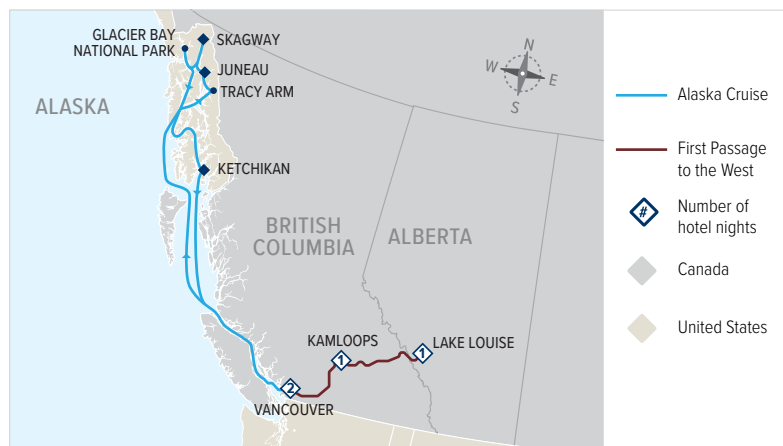 GLACIER BAY
NATIONAL PARK
SKAGWAY
JUNEAU
TRACY ARM
ALASKA
KETCHIKAN
BRITISH
COLUMBIA
ALBERTA
KAMLOOPS
LAKE LOUISE
1
1
2
VANCOUVER
N
W
E
S
Alaska Cruise
First Passage
to the West
#
Number of
hotel nights
Canada
United States